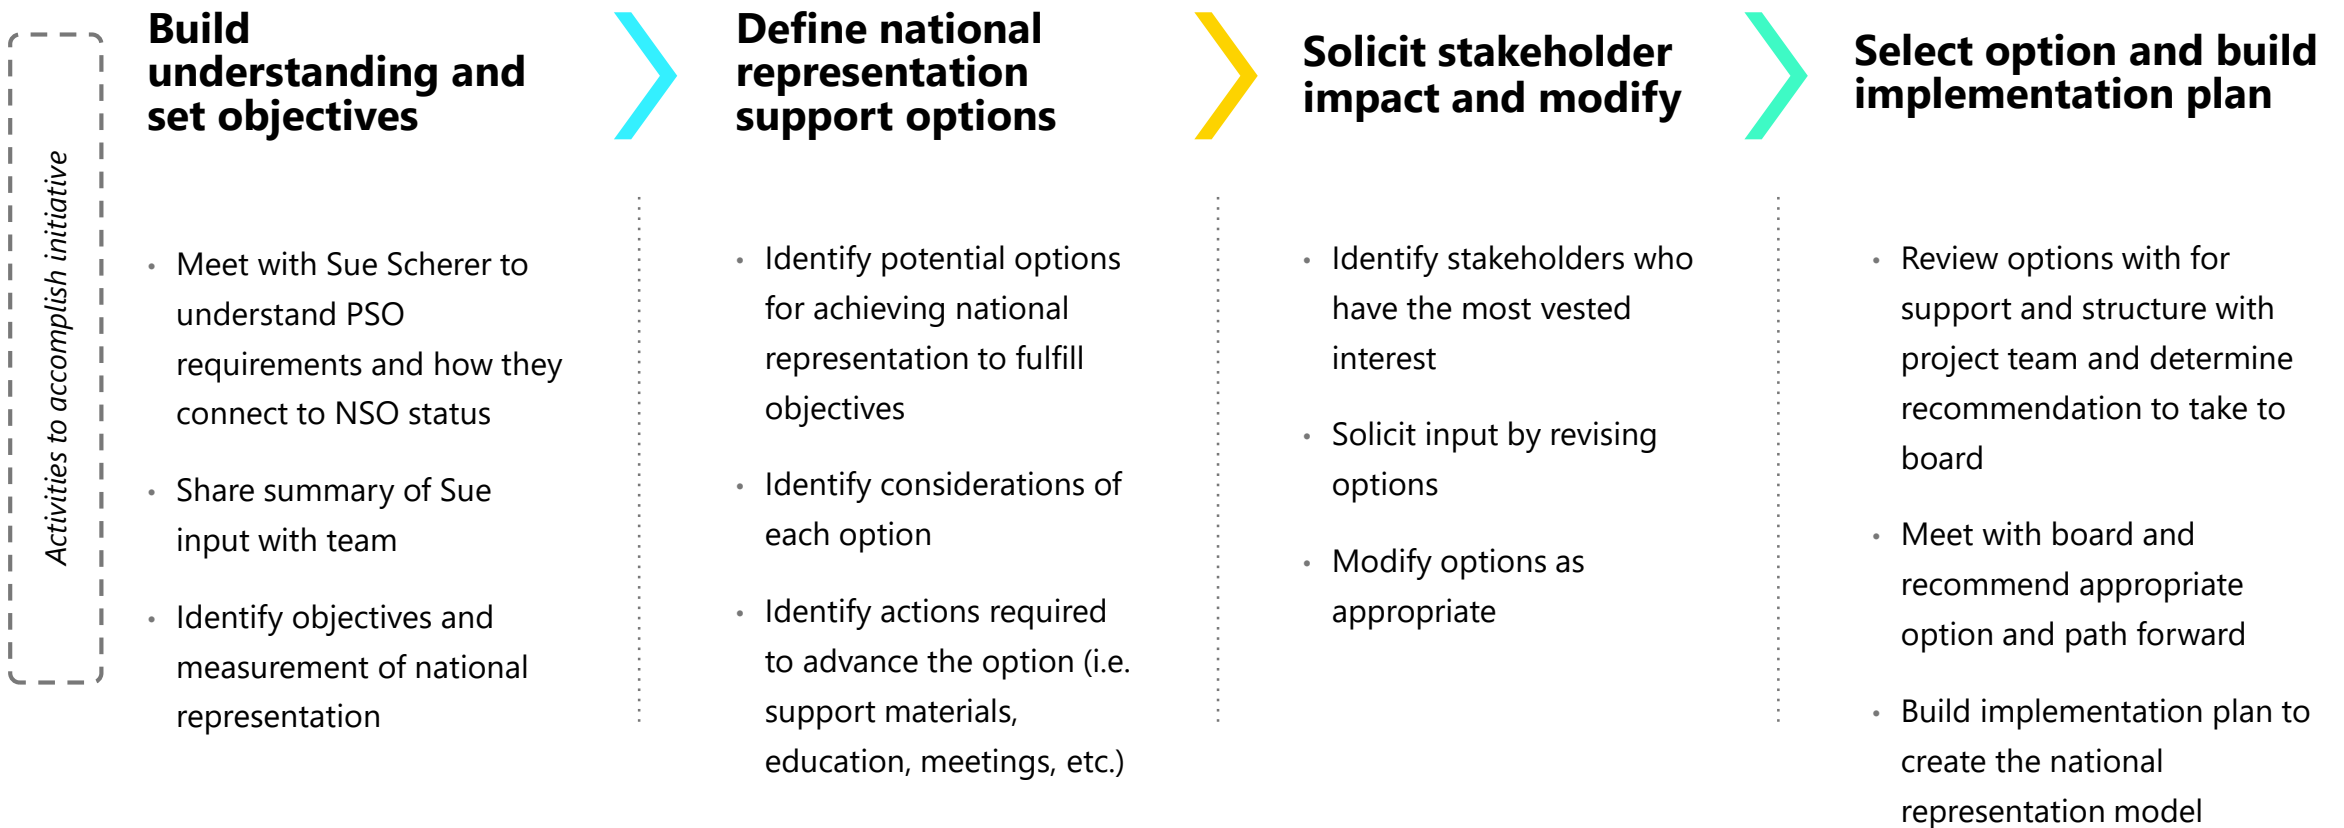 Activities to accomplish initiative
Build
understanding and
set objectives
• Meet with Sue Scherer to
understand PSO
requirements and how they
connect to NSO status
• Share summary of Sue
input with team
• Identify objectives and
measurement of national
representation
Define national
representation
support options
• Identify potential options
for achieving national
representation to fulfill
objectives
• Identify considerations of
each option
• Identify actions required
to advance the option (i.e.
support materials,
education, meetings, etc.)
Solicit stakeholder
impact and modify
• Identify stakeholders who
have the most vested
interest
• Solicit input by revising
options
• Modify options as
appropriate
Select option and build
implementation plan
• Review options with for
support and structure with
project team and determine
recommendation to take to
board
• Meet with board and
recommend appropriate
option and path forward
• Build implementation plan to
create the national
representation model